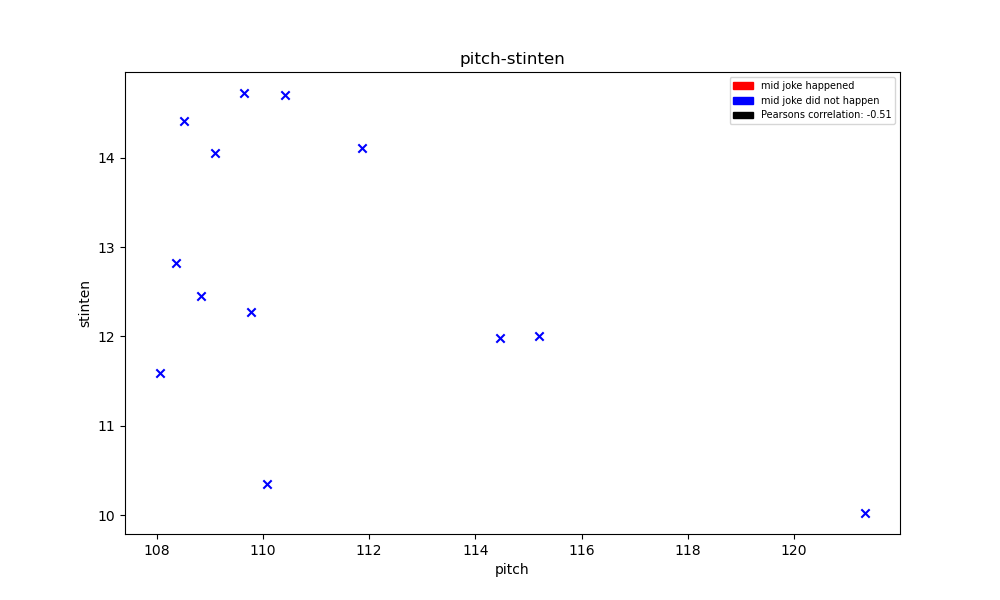 pitch-stinten
mid joke happened
mid joke did not happen
Pearsons correlation: -0.51
stinten
14
13
12
11
10
108 110 112 114 116 118 120
pitch